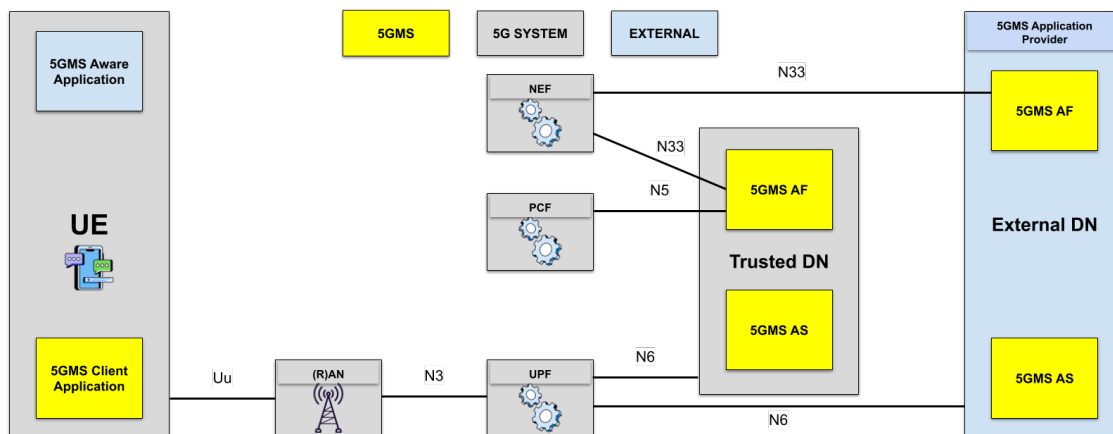 5GMS
5G SYSTEM
EXTERNAL
5GMS Application
Provider
5GMS Aware
Application
NEF
N33
5GMS AF
N33
5GMS AF
N5
PCF
UE
External DN
Trusted DN
5GMS AS
5GMS Client
Application
Uu
(R)AN
N3
UPF
N6
5GMS AS
N6